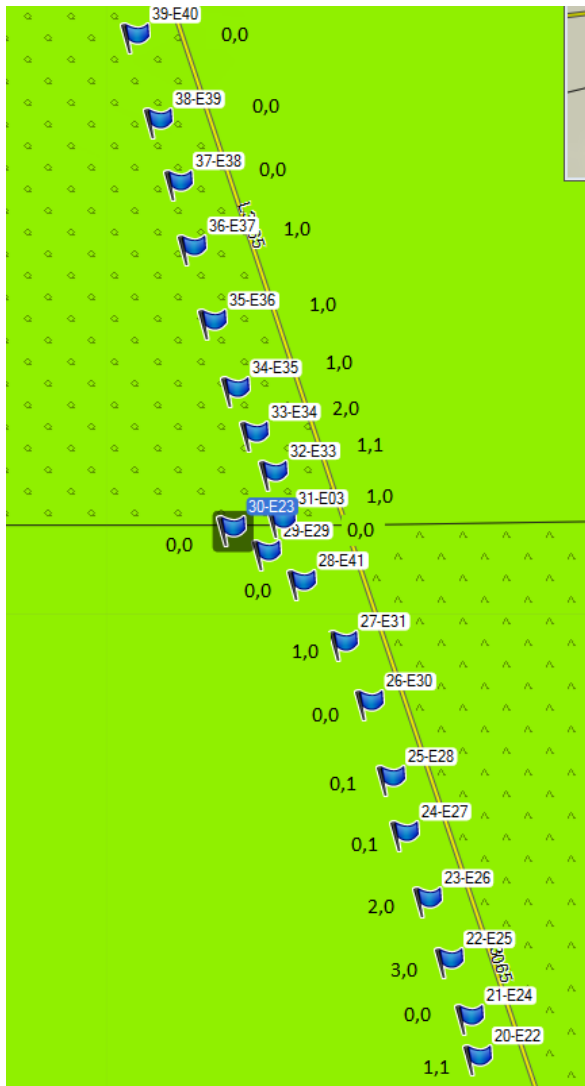 39-E40
0,0
38-E39
0,0
37-E38
0,0
36-E37
1,0
35-E36
1,0
34-E35
1,0
33-E34
2,0
32-E33
1,1
31-E03
1,0
30-E23
29-E29
0,0
0,0
28-E41
0,0
27-E31
1,0
26-E30
0,0
25-E28
0,1
24-E27
0,1
23-E26
2,0
22-E25
3,0
21-E24
0,0
20-E22
1,1